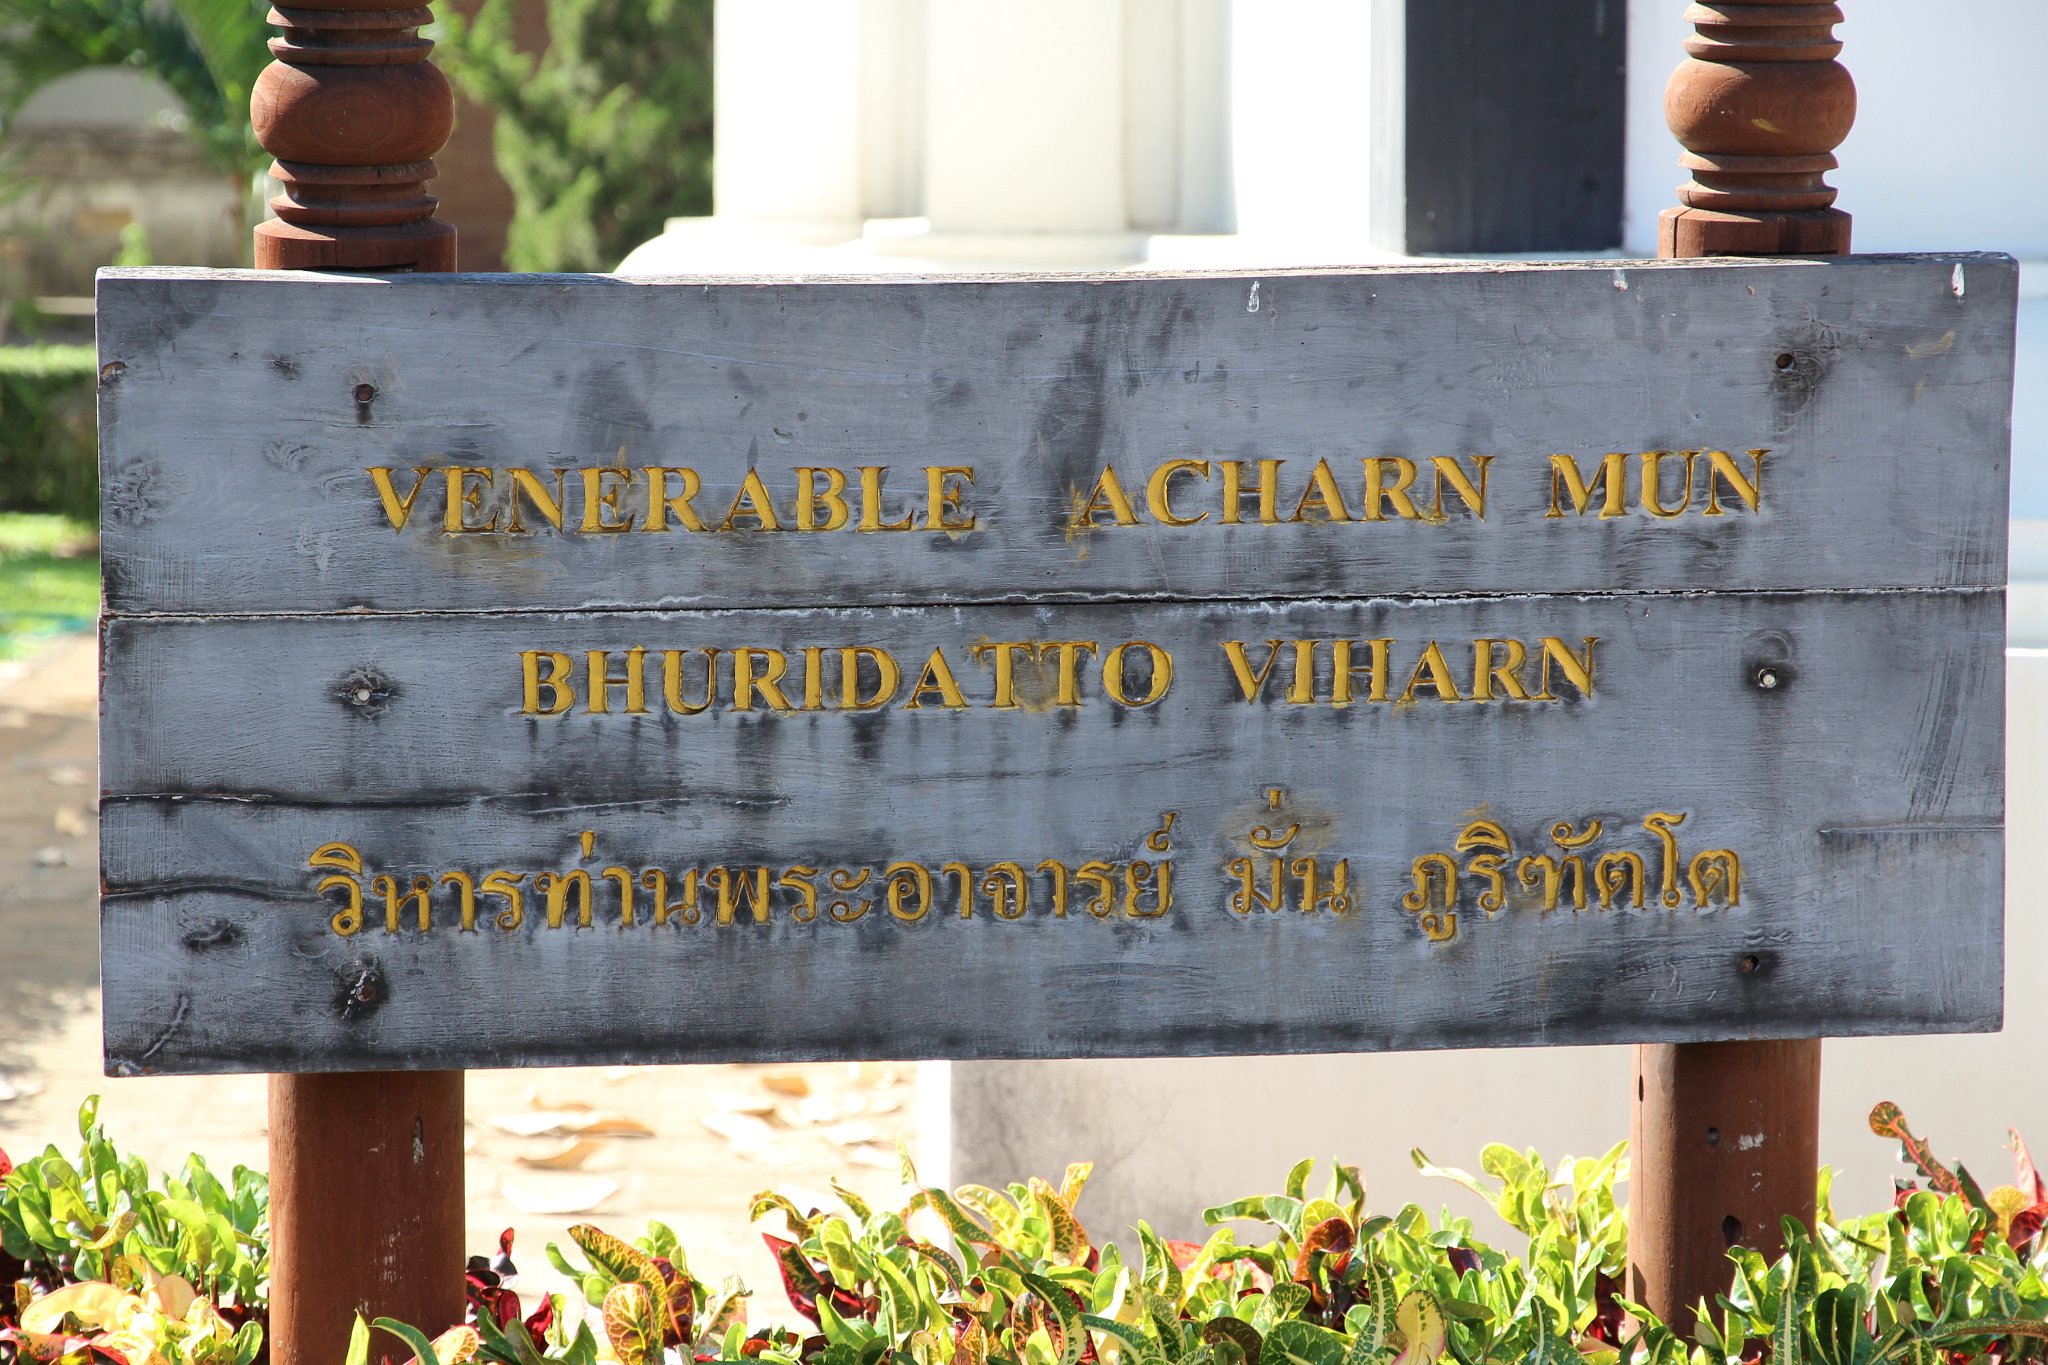 VENERABLE ACHARN MUN
BHURIDATTO VIHARN
วิหารท่านพระอาจารย์ มั่น ภูริฑัตโต